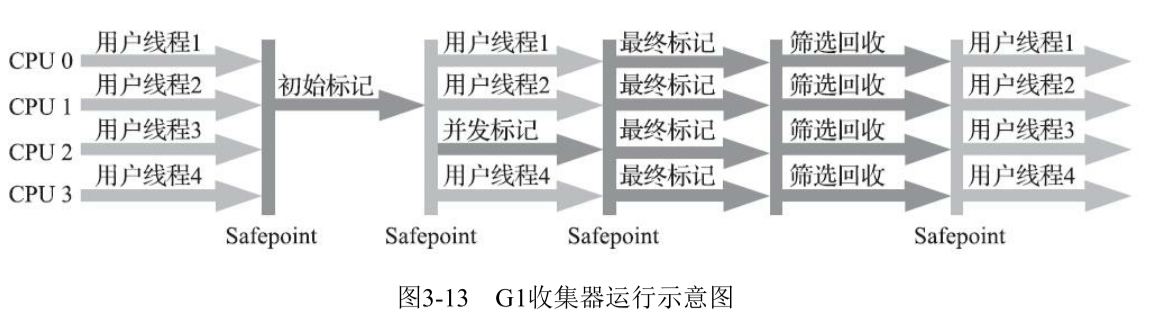 CPU 0 用户线程1 用户线程1 最终标记 筛选回收 用户线程1
CPU 1 用户线程2 初始标记 用户线程2 最终标记 筛选回收 用户线程2
CPU 2 用户线程3 并发标记 最终标记 筛选回收 用户线程3
CPU 3 用户线程4 用户线程4 最终标记 筛选回收 用户线程4
Safepoint Safepoint Safepoint Safepoint
图3-13 G1收集器运行示意图